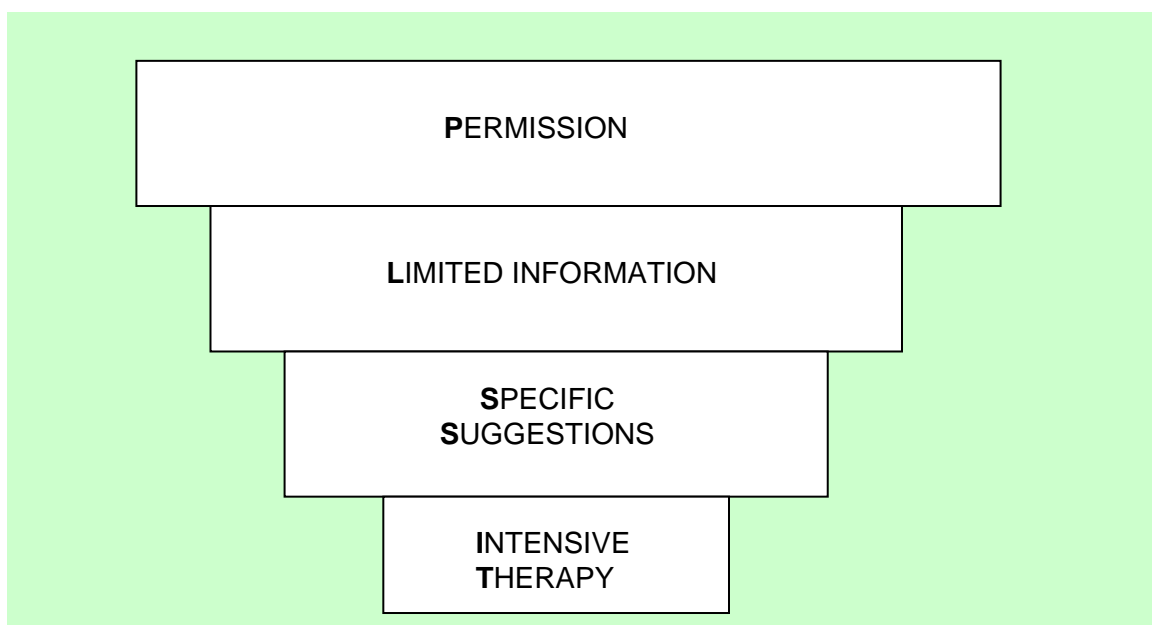 PERMISSION
LIMITED INFORMATION
SPECIFIC
SUGGESTIONS
INTENSIVE
THERAPY